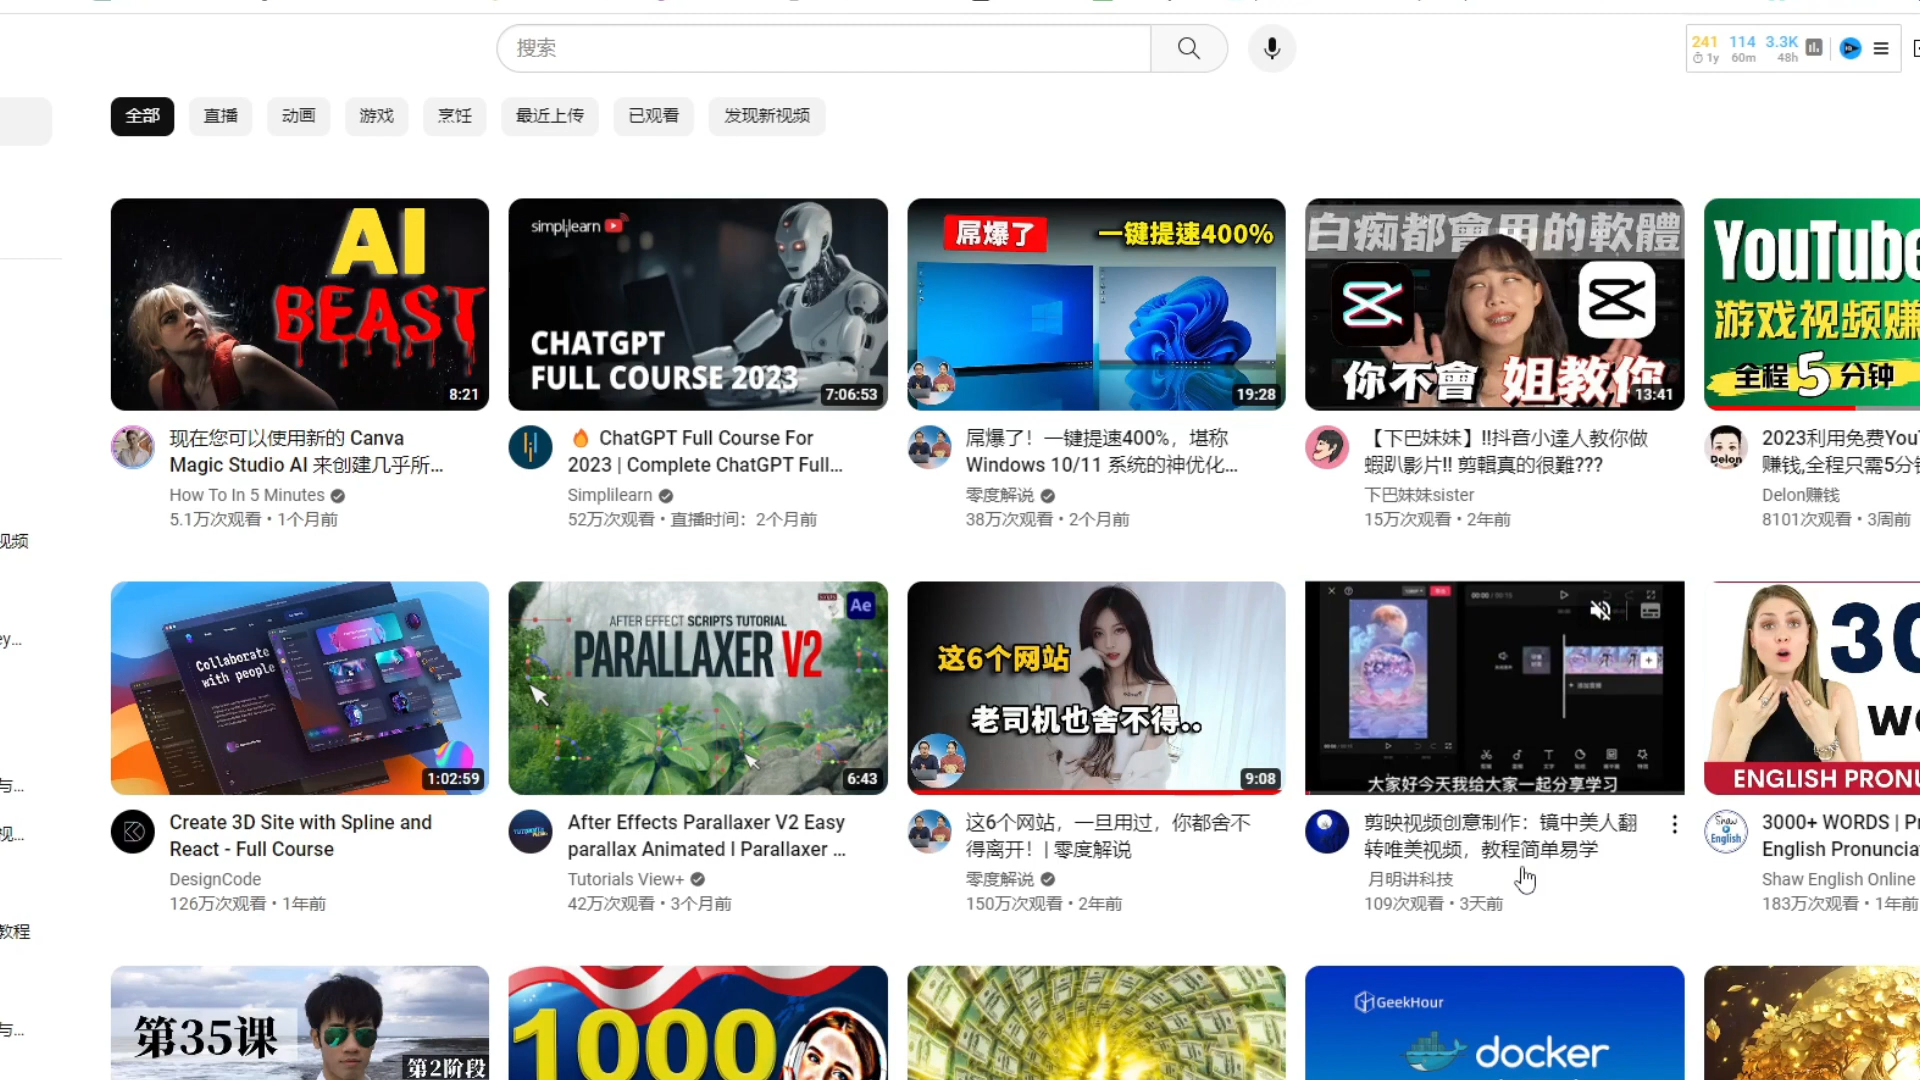 搜索
241 114 3.3K
1y 60m 48h
全部 直播 动画 游戏 烹饪 最近上传 已观看 发现新视频
AI
BEAST
8:21
simplilearn
CHATGPT
FULL COURSE 2023
7:06:53
屌爆了
一键提速400%
19:28
白痴都會用的軟體
你不會 姐教你
13:41
YouTube
游戏视频赚
全程5分钟
现在您可以使用新的 Canva
Magic Studio AI 来创建几乎所...
How To In 5 Minutes
5.1万次观看 • 1个月前
🔥 ChatGPT Full Course For
2023 | Complete ChatGPT Full...
Simplilearn
52万次观看 • 直播时间：2个月前
屌爆了！一键提速400%，堪称
Windows 10/11 系统的神优化...
零度解说
38万次观看 • 2个月前
【下巴妹妹】!!抖音小達人教你做
蝦趴影片!! 剪輯真的很難???
下巴妹妹sister
15万次观看 • 2年前
Delon
2023利用免费You
赚钱,全程只需5分
Delon赚钱
8101次观看 • 3周前
视频
ey...
与...
视...
教程
与...
Collaborate
with people
1:02:59
Ae
AFTER EFFECT SCRIPTS TUTORIAL
PARALLAXER V2
6:43
这6个网站
老司机也舍不得..
9:08
大家好今天我给大家一起分享学习
30
WO
ENGLISH PRONU
Create 3D Site with Spline and
React - Full Course
DesignCode
126万次观看 • 1年前
After Effects Parallaxer V2 Easy
parallax Animated l Parallaxer ...
Tutorials View+
42万次观看 • 3个月前
这6个网站，一旦用过，你都舍不
得离开！| 零度解说
零度解说
150万次观看 • 2年前
剪映视频创意制作：镜中美人翻
转唯美视频，教程简单易学
月明讲科技
109次观看 • 3天前
Shaw
English
3000+ WORDS | Pr
English Pronuncia
Shaw English Online
183万次观看 • 1年前
第35课
第2阶段
1000
GeekHour
docker